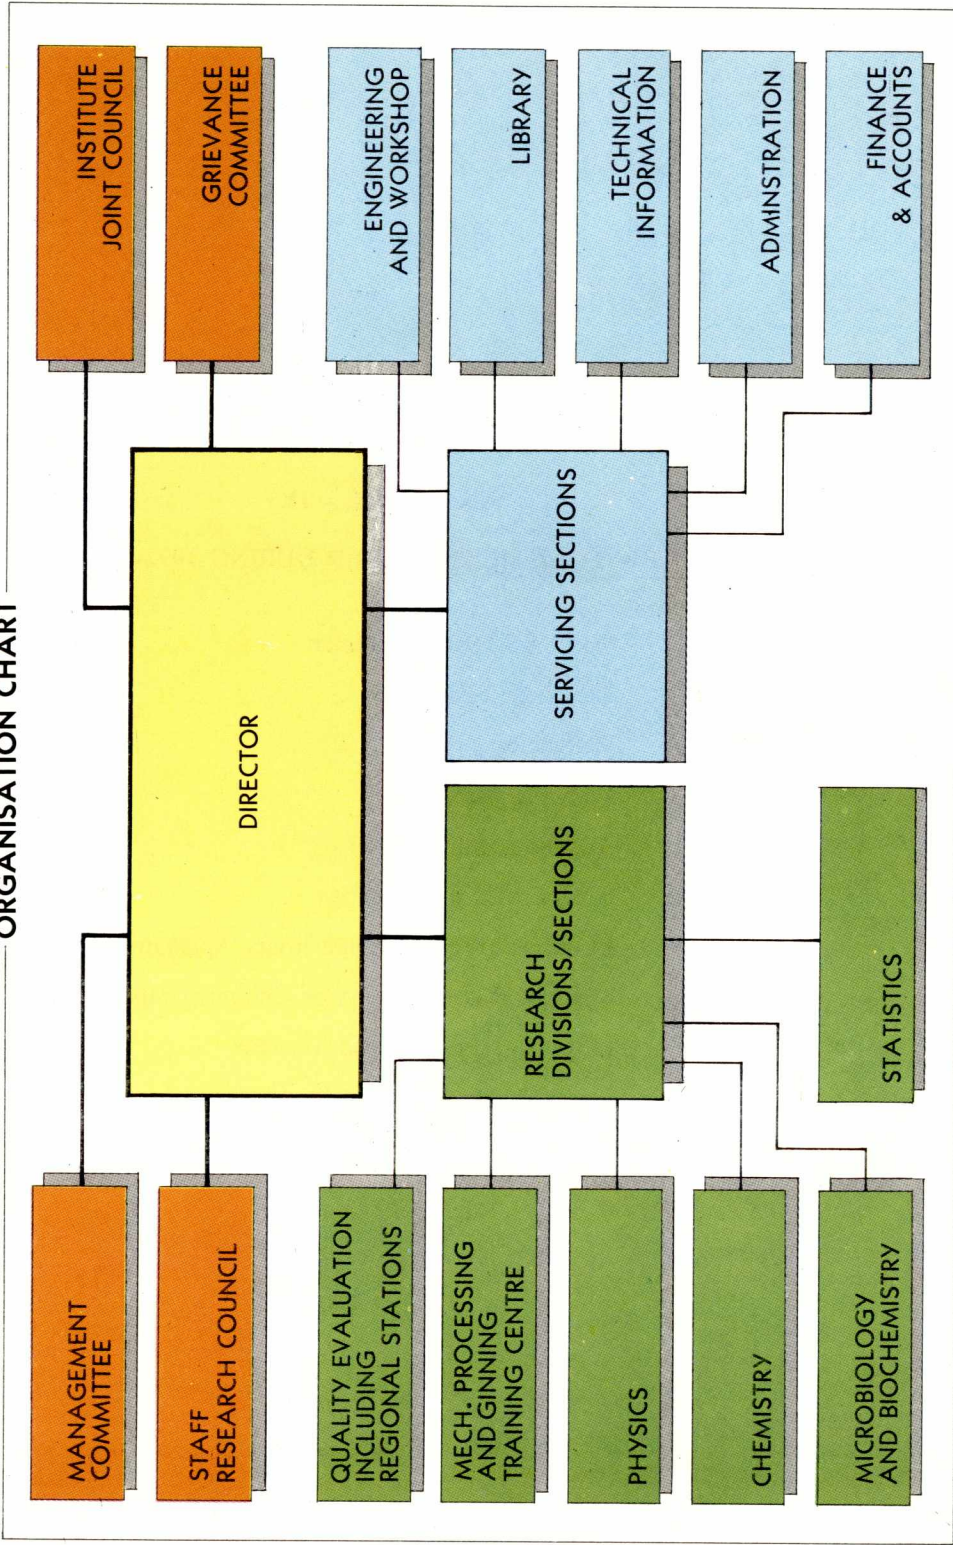 ORGANISATION CHART
MANAGEMENT
COMMITTEE
STAFF
RESEARCH COUNCIL
DIRECTOR
INSTITUTE
JOINT COUNCIL
GRIEVANCE
COMMITTEE
QUALITY EVALUATION
INCLUDING
REGIONAL STATIONS
MECH. PROCESSING
AND GINNING
TRAINING CENTRE
PHYSICS
CHEMISTRY
MICROBIOLOGY
AND BIOCHEMISTRY
RESEARCH
DIVISIONS/SECTIONS
STATISTICS
SERVICING SECTIONS
ENGINEERING
AND WORKSHOP
LIBRARY
TECHNICAL
INFORMATION
ADMINSTRATION
FINANCE
& ACCOUNTS